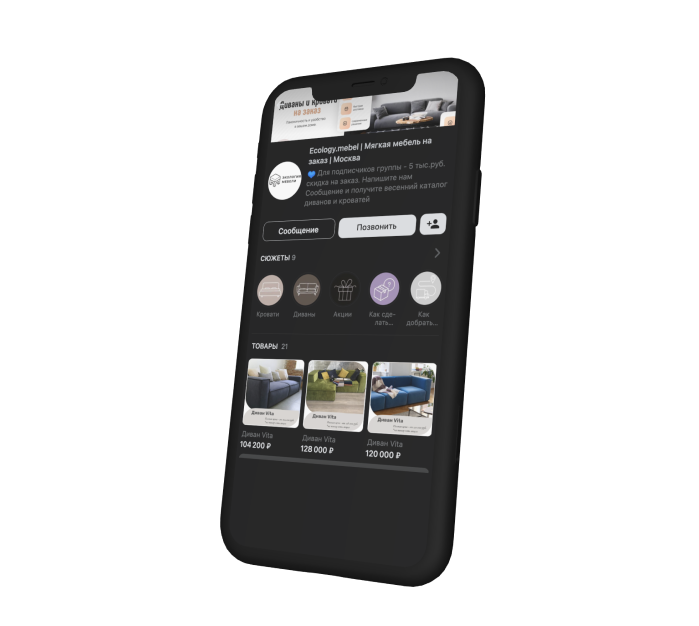 Диваны и кровати
на заказ
Ecology.mebel | Мягкая мебель на
заказ | Москва
💙 Для подписчиков группы - 5 тыс.руб.
скидка на заказ. Напишите нам
Сообщение и получите весенний каталог
диванов и кроватей
Сообщение
Позвонить
СЮЖЕТЫ 9
Кровати
Диваны
Акции
Как сде-
лать...
Как
добрать...
ТОВАРЫ 21
Диван Vita
Диван Vita
Диван Vita
Диван Vita
104 200 ₽
Диван Vita
128 000 ₽
Диван Vita
120 000 ₽